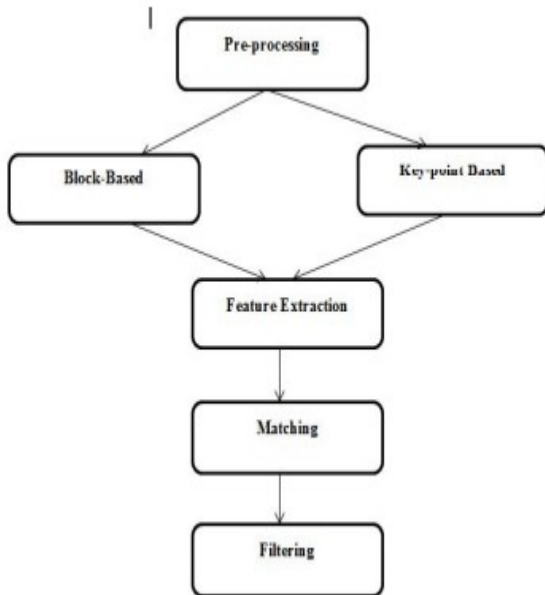 Pre-processing
Block-Based
Key-point Based
Feature Extraction
Matching
Filtering